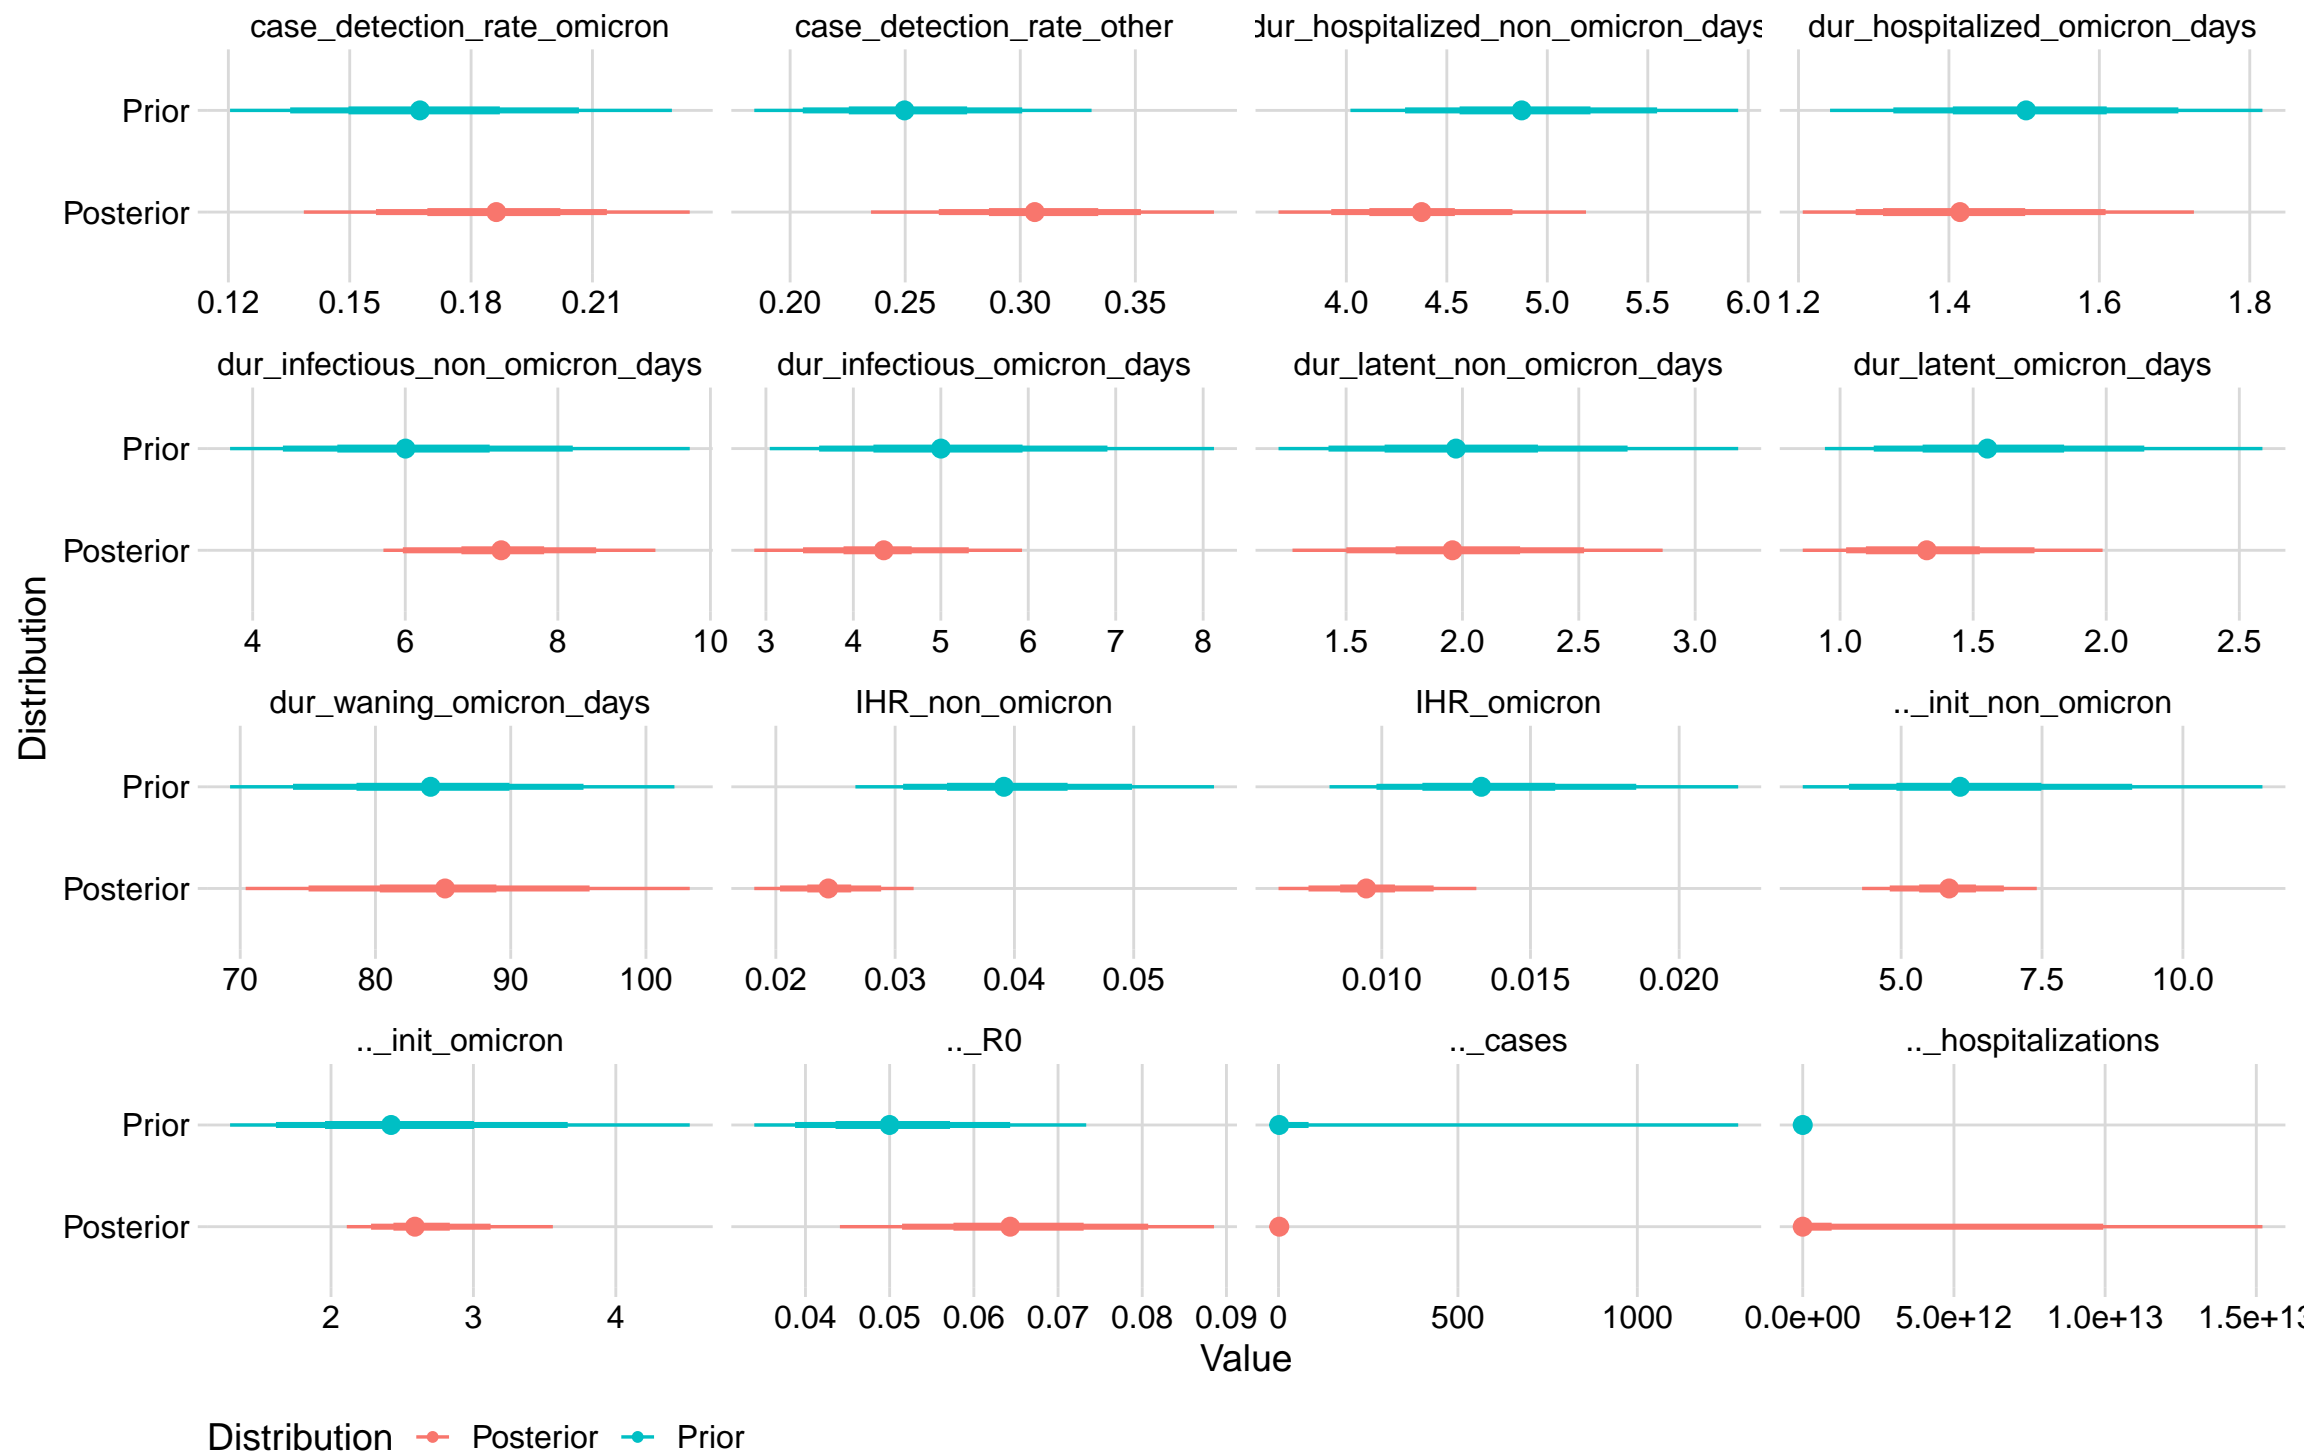 case_detection_rate_omicron case_detection_rate_other dur_hospitalized_non_omicron_days dur_hospitalized_omicron_days
Prior
Posterior
0.12 0.15 0.18 0.21 0.20 0.25 0.30 0.35 4.0 4.5 5.0 5.5 6.0 1.2 1.4 1.6 1.8
dur_infectious_non_omicron_days dur_infectious_omicron_days dur_latent_non_omicron_days dur_latent_omicron_days
Prior
Posterior
4 6 8 10 3 4 5 6 7 8 1.5 2.0 2.5 3.0 1.0 1.5 2.0 2.5
Distribution
dur_waning_omicron_days IHR_non_omicron IHR_omicron .._init_non_omicron
Prior
Posterior
70 80 90 100 0.02 0.03 0.04 0.05 0.010 0.015 0.020 5.0 7.5 10.0
.._init_omicron .._R0 .._cases .._hospitalizations
Prior
Posterior
2 3 4 0.04 0.05 0.06 0.07 0.08 0.09 0 500 1000 0.0e+00 5.0e+12 1.0e+13 1.5e+13
Value
Distribution Posterior Prior